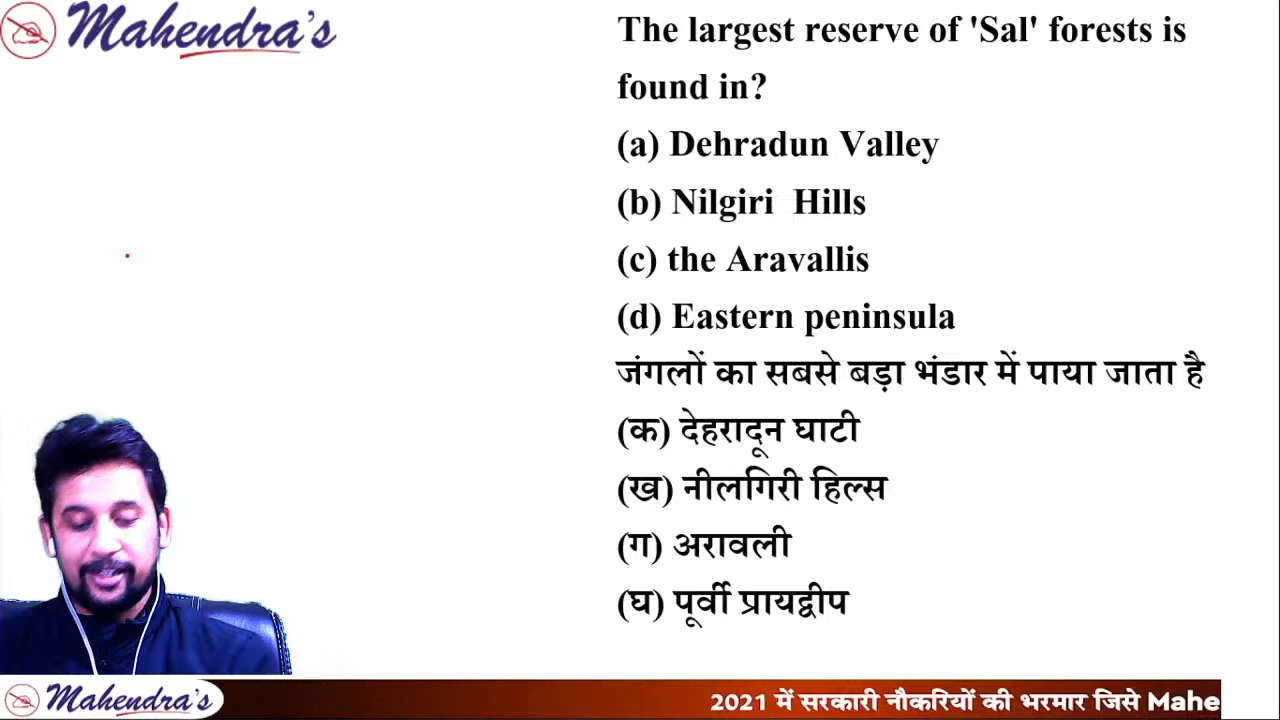 Mahendra's
The largest reserve of 'Sal' forests is
found in?
(a) Dehradun Valley
(b) Nilgiri Hills
(c) the Aravallis
(d) Eastern peninsula
जंगलों का सबसे बड़ा भंडार में पाया जाता है
(क) देहरादून घाटी
(ख) नीलगिरी हिल्स
(ग) अरावली
(घ) पूर्वी प्रायद्वीप
Mahendra's
2021 में सरकारी नौकरियों की भरमार जिसे Mahe